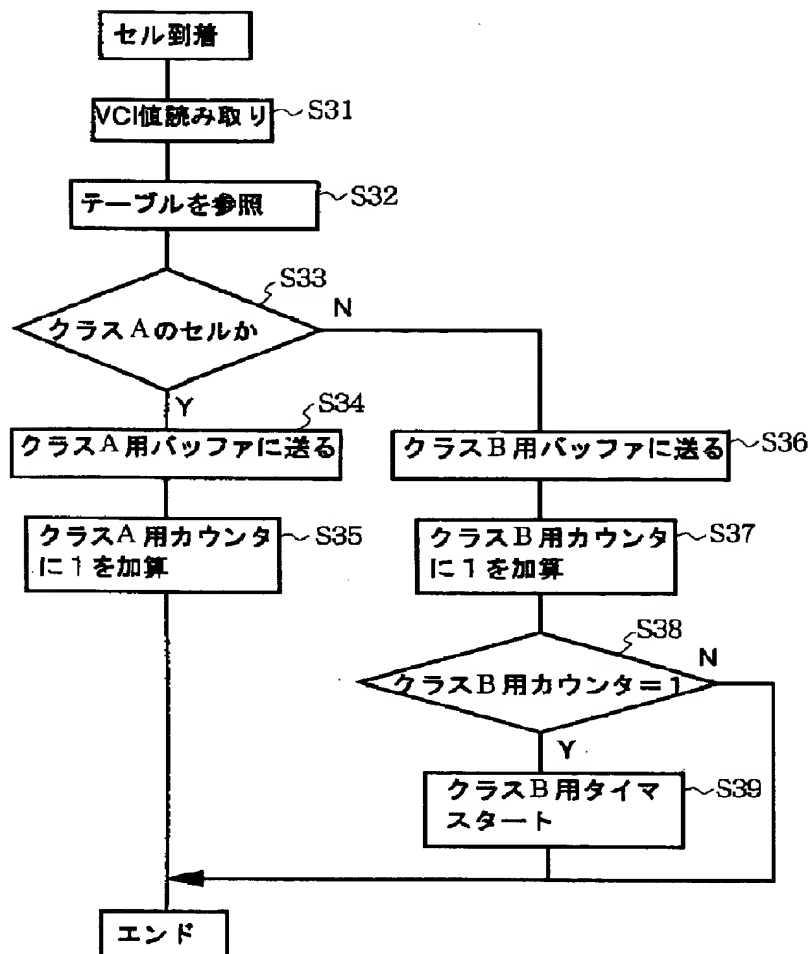 セル到着
VCI値読み取り
S31
テーブルを参照
S32
S33
クラスAのセルか
N
Y
S34
クラスA用バッファに送る
クラスA用カウンタ
に1を加算
S35
クラスB用バッファに送る
S36
クラスB用カウンタ
に1を加算
S37
S38
クラスB用カウンタ＝1
N
Y
クラスB用タイマ
スタート
S39
エンド